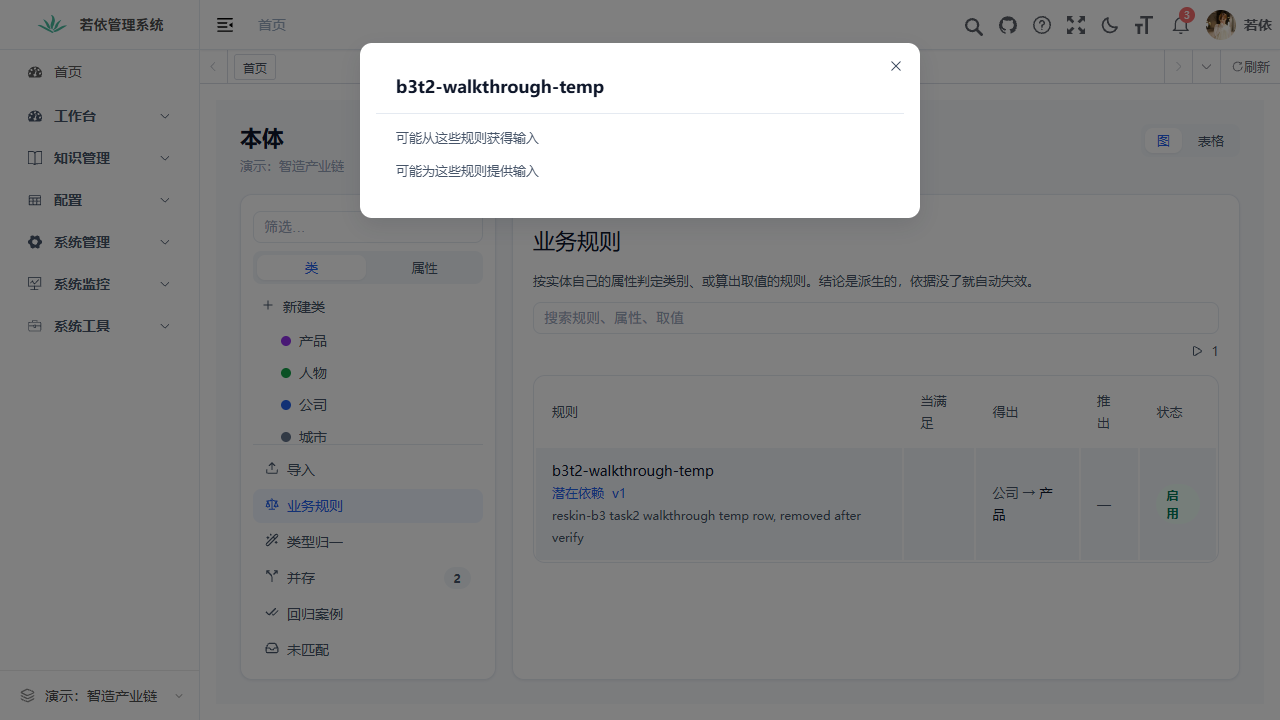 若依管理系统
首页
3
若依
首页
刷新
首页
工作台
知识管理
配置
系统管理
系统监控
系统工具
演示：智造产业链
b3t2-walkthrough-temp
可能从这些规则获得输入
可能为这些规则提供输入
本体
演示：智造产业链
图
表格
筛选...
类
属性
新建类
产品
人物
公司
城市
导入
业务规则
类型归一
并存
2
回归案例
未匹配
业务规则
按实体自己的属性判定类别、或算出取值的规则。结论是派生的，依据没了就自动失效。
搜索规则、属性、取值
1
规则
当满足
得出
推出
状态
b3t2-walkthrough-temp
潜在依赖 v1
reskin-b3 task2 walkthrough temp row, removed after
verify
公司 → 产
品
—
启
用